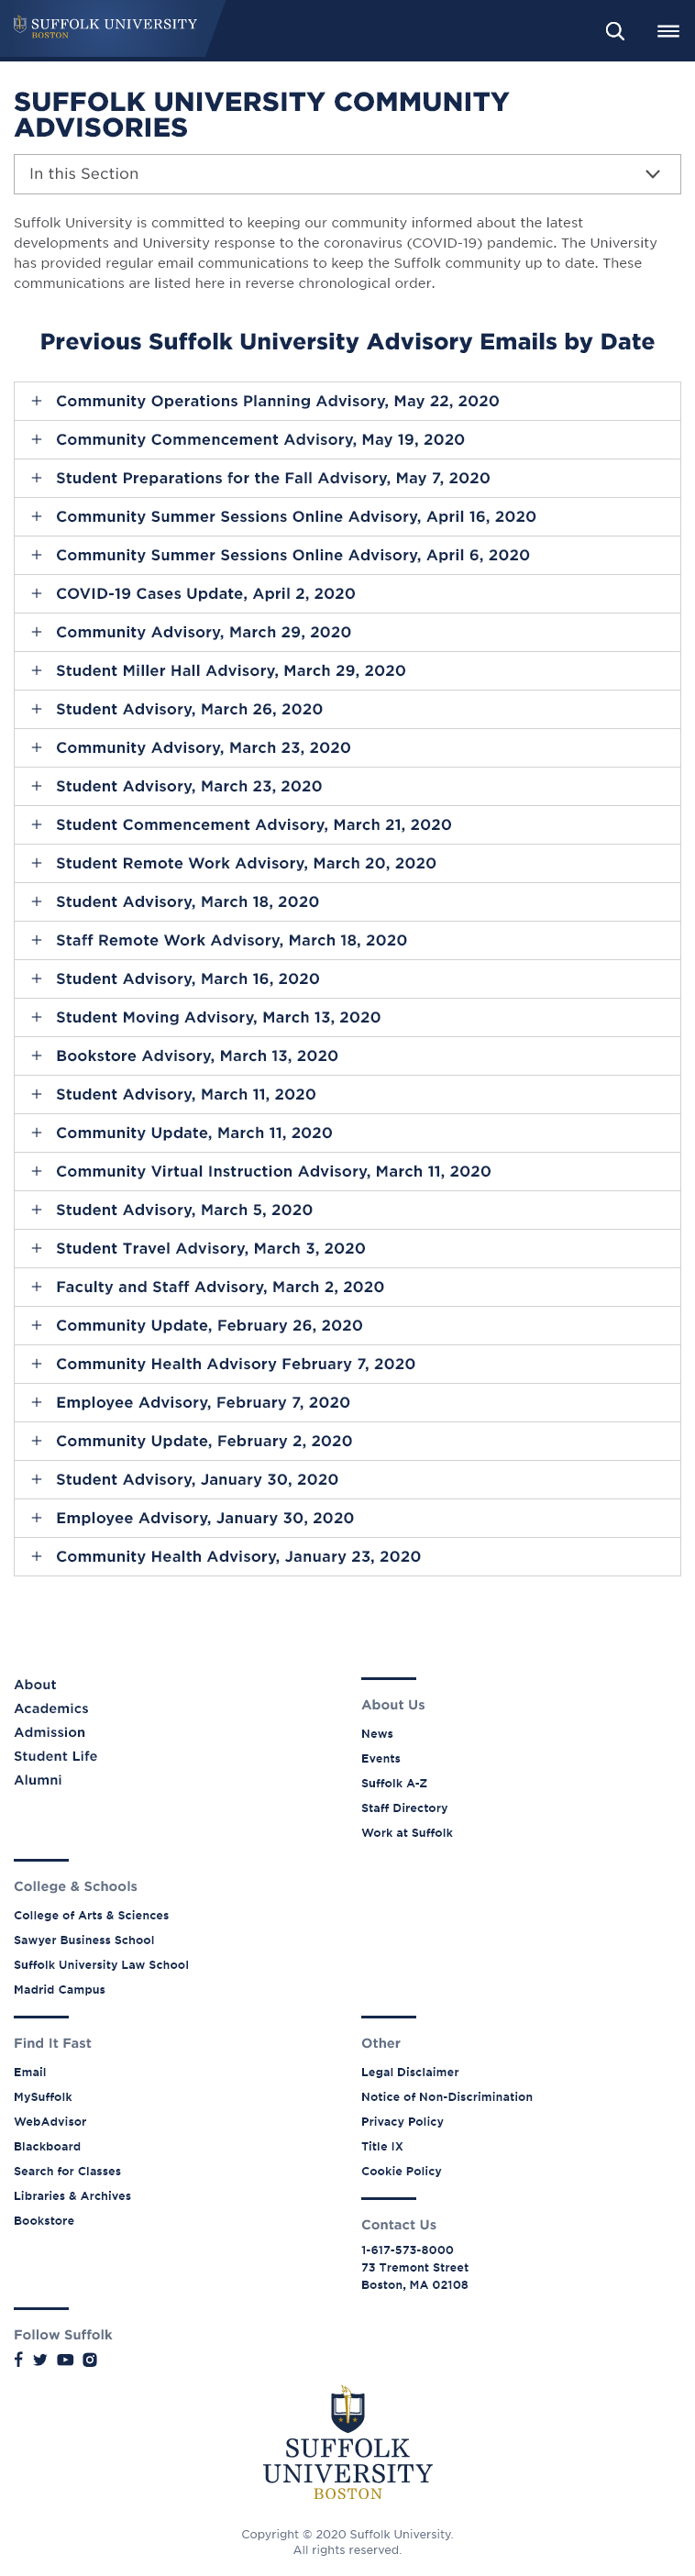 SUFFOLK UNIVERSITY
BOSTON
SUFFOLK UNIVERSITY COMMUNITY
ADVISORIES
In this Section
Suffolk University is committed to keeping our community informed about the latest
developments and University response to the coronavirus (COVID-19) pandemic. The University
has provided regular email communications to keep the Suffolk community up to date. These
communications are listed here in reverse chronological order.
Previous Suffolk University Advisory Emails by Date
+ Community Operations Planning Advisory, May 22, 2020
+ Community Commencement Advisory, May 19, 2020
+ Student Preparations for the Fall Advisory, May 7, 2020
+ Community Summer Sessions Online Advisory, April 16, 2020
+ Community Summer Sessions Online Advisory, April 6, 2020
+ COVID-19 Cases Update, April 2, 2020
+ Community Advisory, March 29, 2020
+ Student Miller Hall Advisory, March 29, 2020
+ Student Advisory, March 26, 2020
+ Community Advisory, March 23, 2020
+ Student Advisory, March 23, 2020
+ Student Commencement Advisory, March 21, 2020
+ Student Remote Work Advisory, March 20, 2020
+ Student Advisory, March 18, 2020
+ Staff Remote Work Advisory, March 18, 2020
+ Student Advisory, March 16, 2020
+ Student Moving Advisory, March 13, 2020
+ Bookstore Advisory, March 13, 2020
+ Student Advisory, March 11, 2020
+ Community Update, March 11, 2020
+ Community Virtual Instruction Advisory, March 11, 2020
+ Student Advisory, March 5, 2020
+ Student Travel Advisory, March 3, 2020
+ Faculty and Staff Advisory, March 2, 2020
+ Community Update, February 26, 2020
+ Community Health Advisory February 7, 2020
+ Employee Advisory, February 7, 2020
+ Community Update, February 2, 2020
+ Student Advisory, January 30, 2020
+ Employee Advisory, January 30, 2020
+ Community Health Advisory, January 23, 2020
About
Academics
Admission
Student Life
Alumni
About Us
News
Events
Suffolk A-Z
Staff Directory
Work at Suffolk
College & Schools
College of Arts & Sciences
Sawyer Business School
Suffolk University Law School
Madrid Campus
Find It Fast
Email
MySuffolk
WebAdvisor
Blackboard
Search for Classes
Libraries & Archives
Bookstore
Other
Legal Disclaimer
Notice of Non-Discrimination
Privacy Policy
Title IX
Cookie Policy
Contact Us
1-617-573-8000
73 Tremont Street
Boston, MA 02108
Follow Suffolk
SUFFOLK
UNIVERSITY
BOSTON
Copyright © 2020 Suffolk University.
All rights reserved.